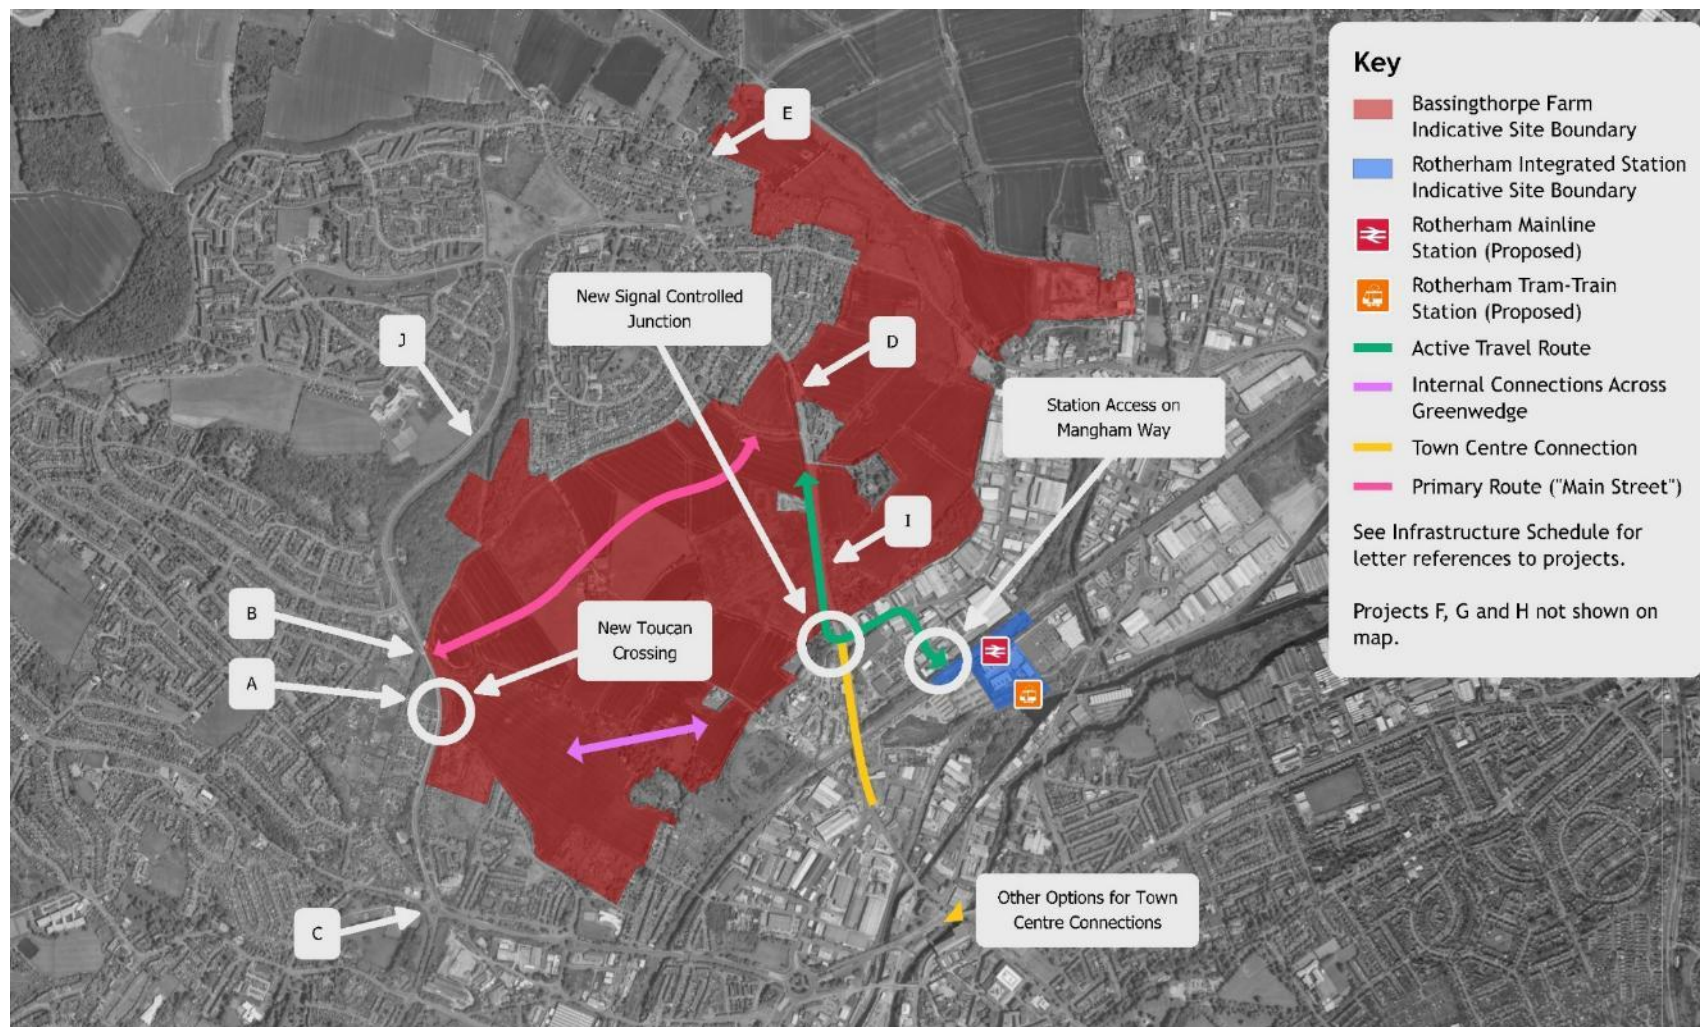 E
New Signal Controlled
Junction
J
D
Station Access on
Mangham Way
I
B
New Toucan
Crossing
A
C
Other Options for Town
Centre Connections
Key
Bassingthorpe Farm
Indicative Site Boundary
Rotherham Integrated Station
Indicative Site Boundary
Rotherham Mainline
Station (Proposed)
Rotherham Tram-Train
Station (Proposed)
Active Travel Route
Internal Connections Across
Greenwedge
Town Centre Connection
Primary Route ("Main Street")
See Infrastructure Schedule for
letter references to projects.
Projects F, G and H not shown on
map.